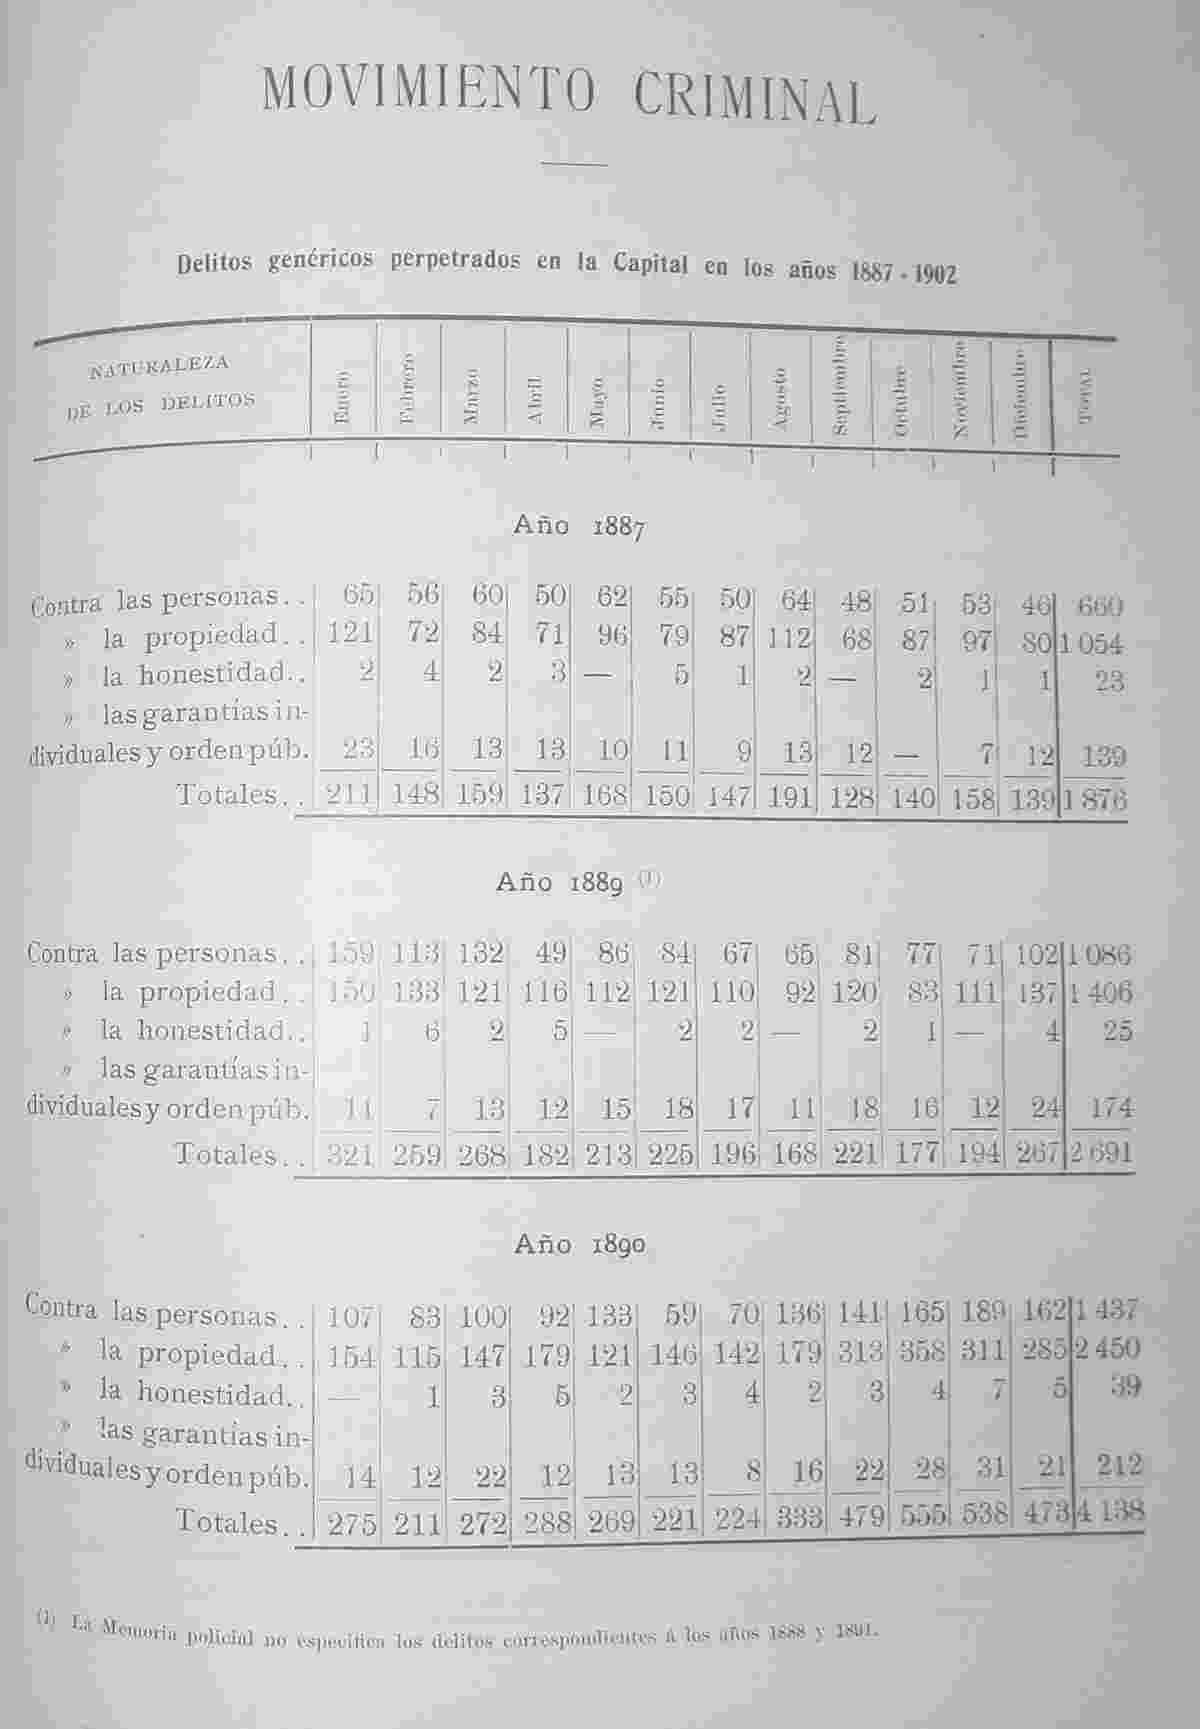 MOVIMIENTO CRIMINAL
Delitos genéricos perpetrados en la Capital en los años 1887 - 1902
NATURALEZA
DE LOS DELITOS
Enero Febrero Marzo Abril Mayo Junio Julio Agosto Septiembre Octubre Noviembre Diciembre TOTAL
Año 1887
Contra las personas.. 65 56 60 50 62 55 50 64 48 51 53 46 660
» la propiedad.. 121 72 84 71 96 79 87 112 68 87 97 80 1 054
» la honestidad.. 2 4 2 3 — 5 1 2 — 2 1 1 23
» las garantías in-
dividuales y orden púb. 23 16 13 13 10 11 9 13 12 — 7 12 139
Totales.. 211 148 159 137 168 150 147 191 128 140 158 139 1 876
Año 1889 (1)
Contra las personas.. 159 113 132 49 86 84 67 65 81 77 71 102 1 086
» la propiedad.. 150 133 121 116 112 121 110 92 120 83 111 137 1 406
» la honestidad.. 1 6 2 5 — 2 2 — 2 1 — 4 25
» las garantías in-
dividuales y orden púb. 11 7 13 12 15 18 17 11 18 16 12 24 174
Totales.. 321 259 268 182 213 225 196 168 221 177 194 267 2 691
Año 1890
Contra las personas.. 107 83 100 92 133 59 70 136 141 165 189 162 1 437
» la propiedad.. 154 115 147 179 121 146 142 179 313 358 311 285 2 450
» la honestidad.. — 1 3 5 2 3 4 2 3 4 7 5 39
» las garantías in-
dividuales y orden púb. 14 12 22 12 13 13 8 16 22 28 31 21 212
Totales.. 275 211 272 288 269 221 224 333 479 555 538 473 4 138
(1) La Memoria policial no especifica los delitos correspondientes á los años 1888 y 1891.